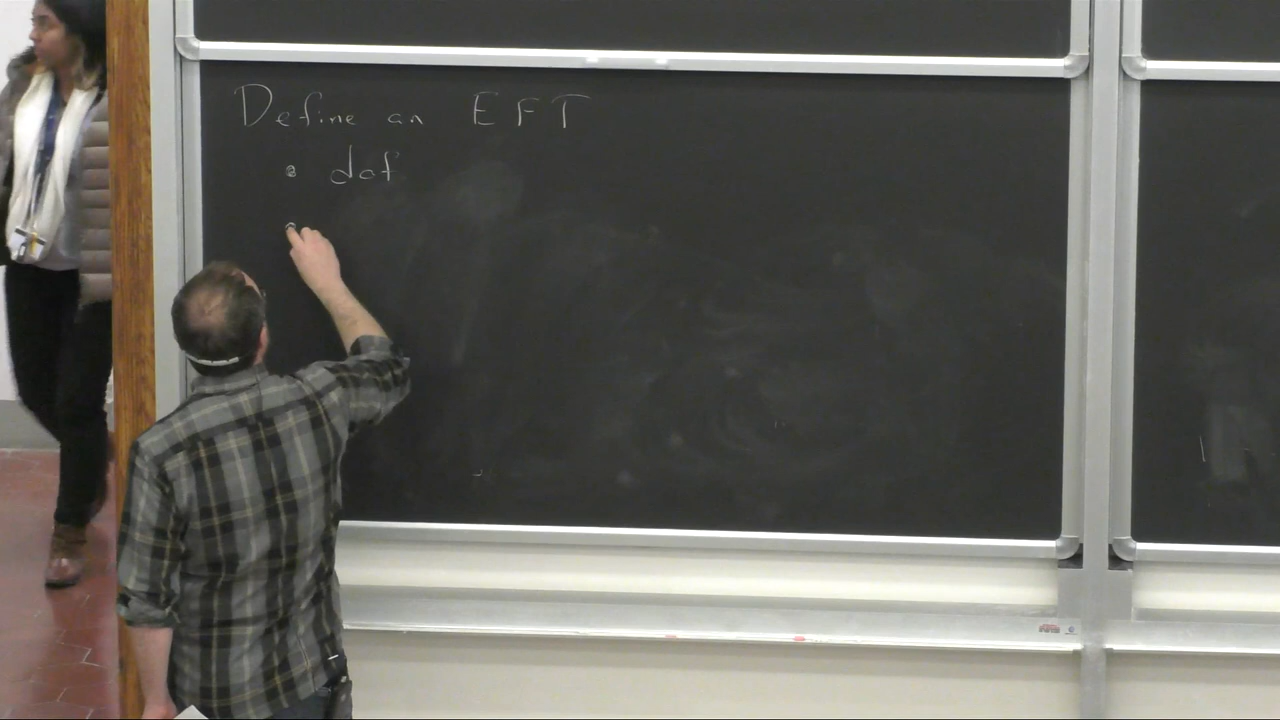 Define an EFT
• dof
•